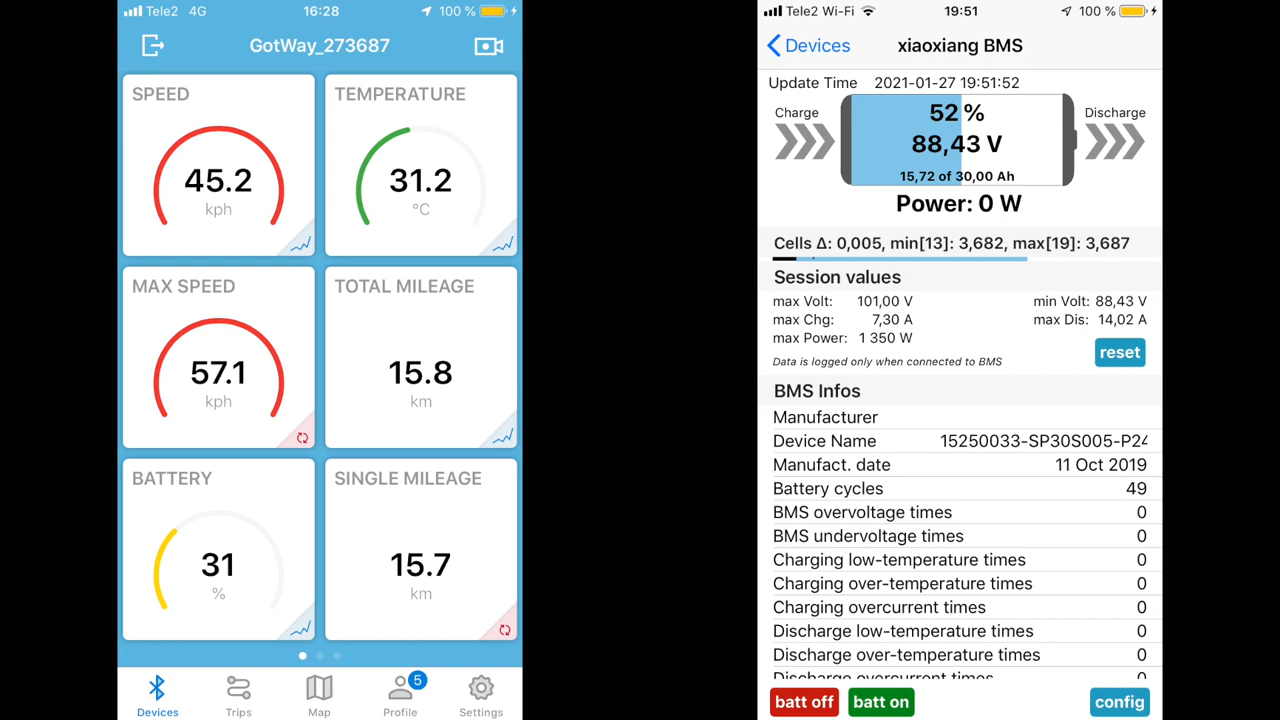 Tele2 4G 16:28 100 %
GotWay_273687
SPEED
45.2
kph
TEMPERATURE
31.2
°C
MAX SPEED
57.1
kph
TOTAL MILEAGE
15.8
km
BATTERY
31
%
SINGLE MILEAGE
15.7
km
Devices Trips Map 5 Profile Settings
Tele2 Wi-Fi 19:51 100 %
Devices xiaoxiang BMS
Update Time 2021-01-27 19:51:52
Charge 52 % Discharge
88,43 V
15,72 of 30,00 Ah
Power: 0 W
Cells Δ: 0,005, min[13]: 3,682, max[19]: 3,687
Session values
max Volt: 101,00 V min Volt: 88,43 V
max Chg: 7,30 A max Dis: 14,02 A
max Power: 1 350 W
Data is logged only when connected to BMS
reset
BMS Infos
Manufacturer
Device Name 15250033-SP30S005-P24
Manufact. date 11 Oct 2019
Battery cycles 49
BMS overvoltage times 0
BMS undervoltage times 0
Charging low-temperature times 0
Charging over-temperature times 0
Charging overcurrent times 0
Discharge low-temperature times 0
Discharge over-temperature times 0
Discharge overcurrent times 0
batt off batt on config